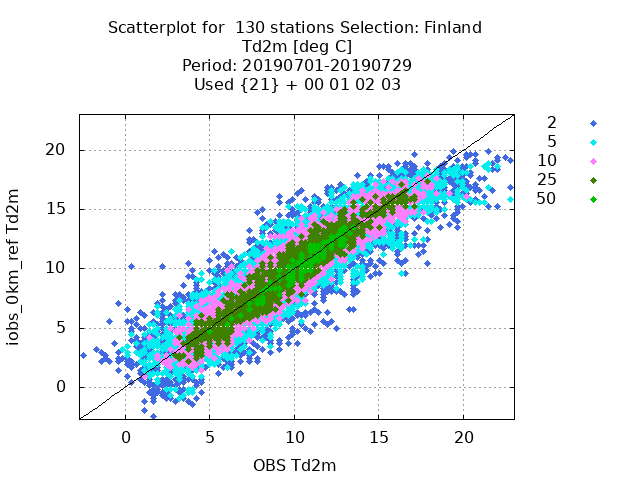 Scatterplot for  130 stations Selection: Finland
Td2m [deg C]
Period: 20190701-20190729
Used {21} + 00 01 02 03
2
5
10
25
50
20
15
10
5
0
iobs_0km_ref Td2m
0
5
10
15
20
OBS Td2m